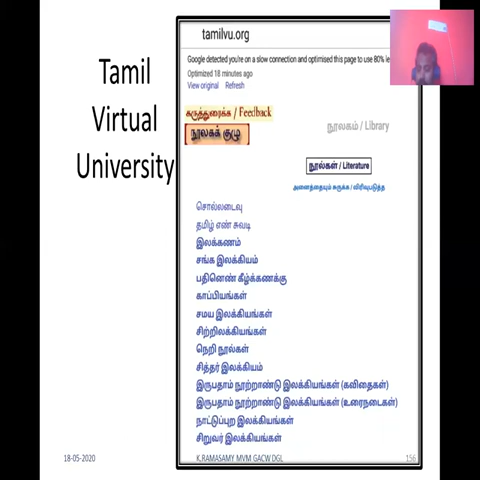 Tamil
Virtual
University
tamilvu.org
Google detected you're on a slow connection and optimised this page to use 80% le
Optimized 18 minutes ago
View original Refresh
கருத்துரைக்க / Feedback
நூலகக் குழு
நூலகம் / Library
நூல்கள் / Literature
அனைத்தையும் சுருக்க / விரிவுபடுத்த
சொல்லடைவு
தமிழ் எண் சுவடி
இலக்கணம்
சங்க இலக்கியம்
பதினெண் கீழ்க்கணக்கு
காப்பியங்கள்
சமய இலக்கியங்கள்
சிற்றிலக்கியங்கள்
நெறி நூல்கள்
சித்தர் இலக்கியம்
இருபதாம் நூற்றாண்டு இலக்கியங்கள் (கவிதைகள்)
இருபதாம் நூற்றாண்டு இலக்கியங்கள் (உரைநடைகள்)
நாட்டுப்புற இலக்கியங்கள்
சிறுவர் இலக்கியங்கள்
18-05-2020
K.RAMASAMY MVM GACW DGL
156